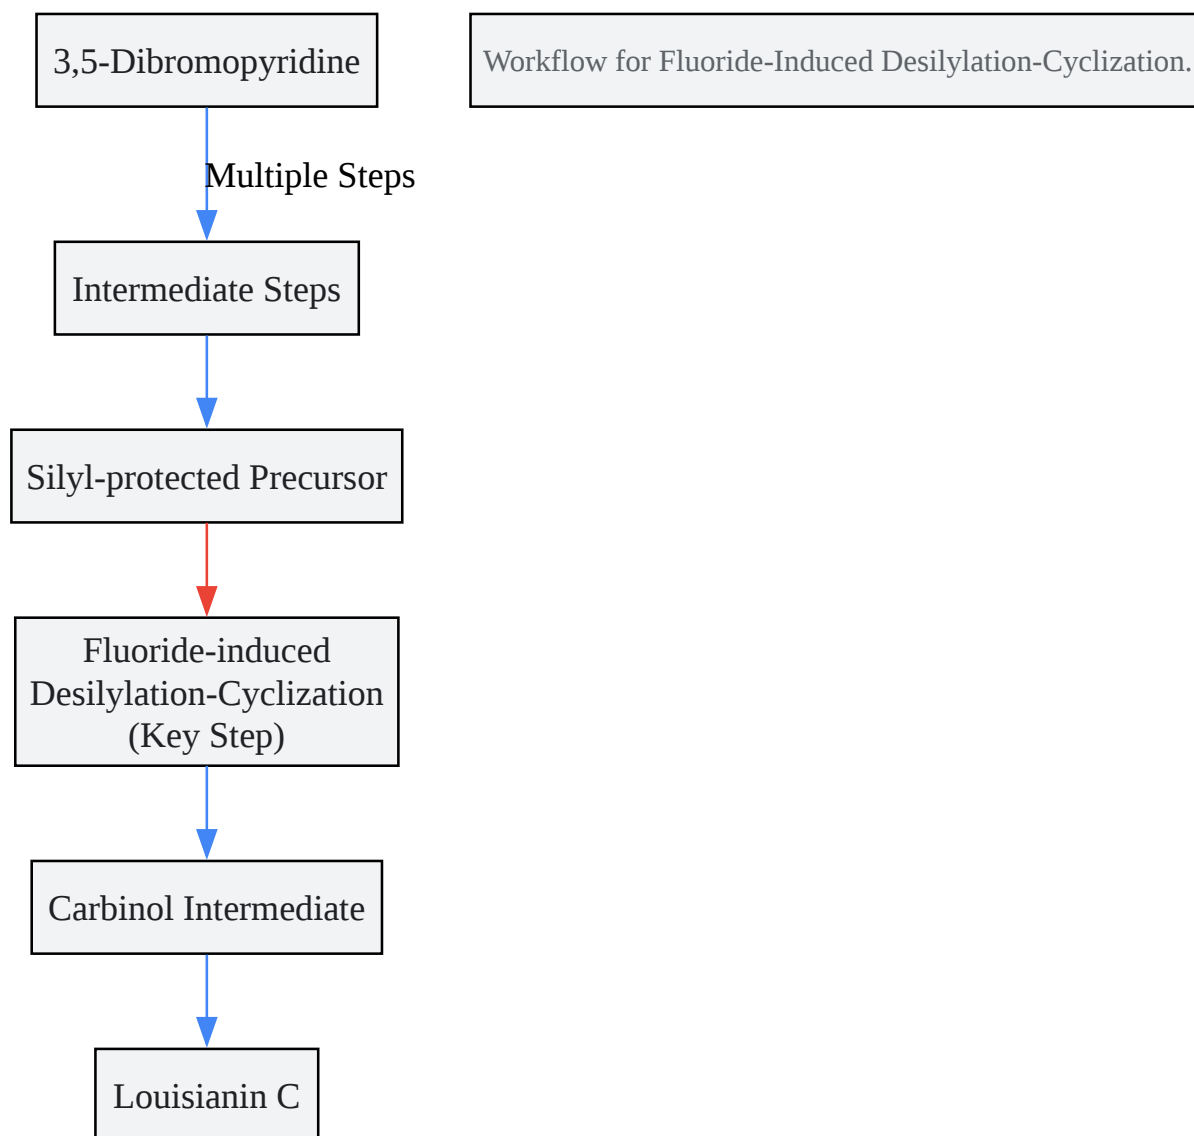 3,5-Dibromopyridine
Workflow for Fluoride-Induced Desilylation-Cyclization.
Multiple Steps
Intermediate Steps
Silyl-protected Precursor
Fluoride-induced
Desilylation-Cyclization
(Key Step)
Carbinol Intermediate
Louisianin C